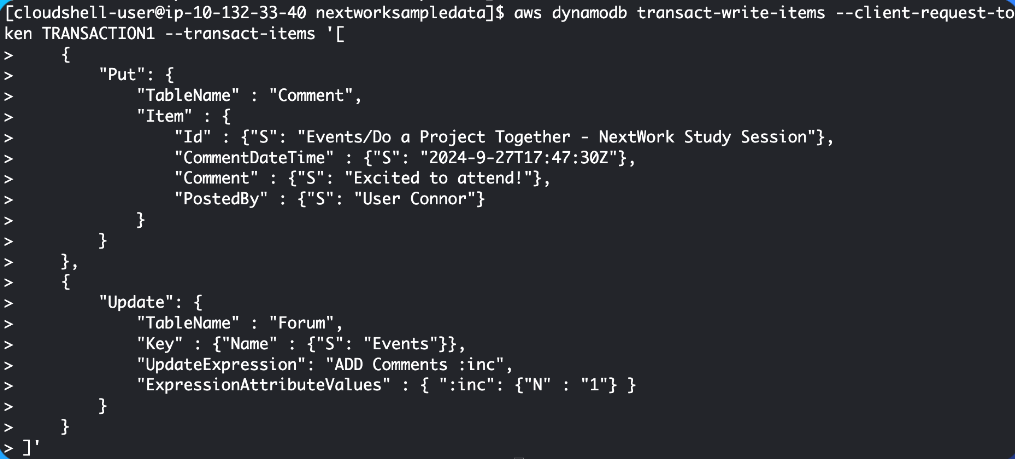 [cloudshell-user@ip-10-132-33-40 nextworksampledata]$ aws dynamodb transact-write-items --client-request-to
ken TRANSACTION1 --transact-items '[
>     {
>         "Put": {
>             "TableName" : "Comment",
>             "Item" : {
>                 "Id" : {"S": "Events/Do a Project Together - NextWork Study Session"},
>                 "CommentDateTime" : {"S": "2024-9-27T17:47:30Z"},
>                 "Comment" : {"S": "Excited to attend!"},
>                 "PostedBy" : {"S": "User Connor"}
>             }
>         }
>     },
>     {
>         "Update": {
>             "TableName" : "Forum",
>             "Key" : {"Name" : {"S": "Events"}},
>             "UpdateExpression": "ADD Comments :inc",
>             "ExpressionAttributeValues" : { ":inc": {"N" : "1"} }
>         }
>     }
> ]'